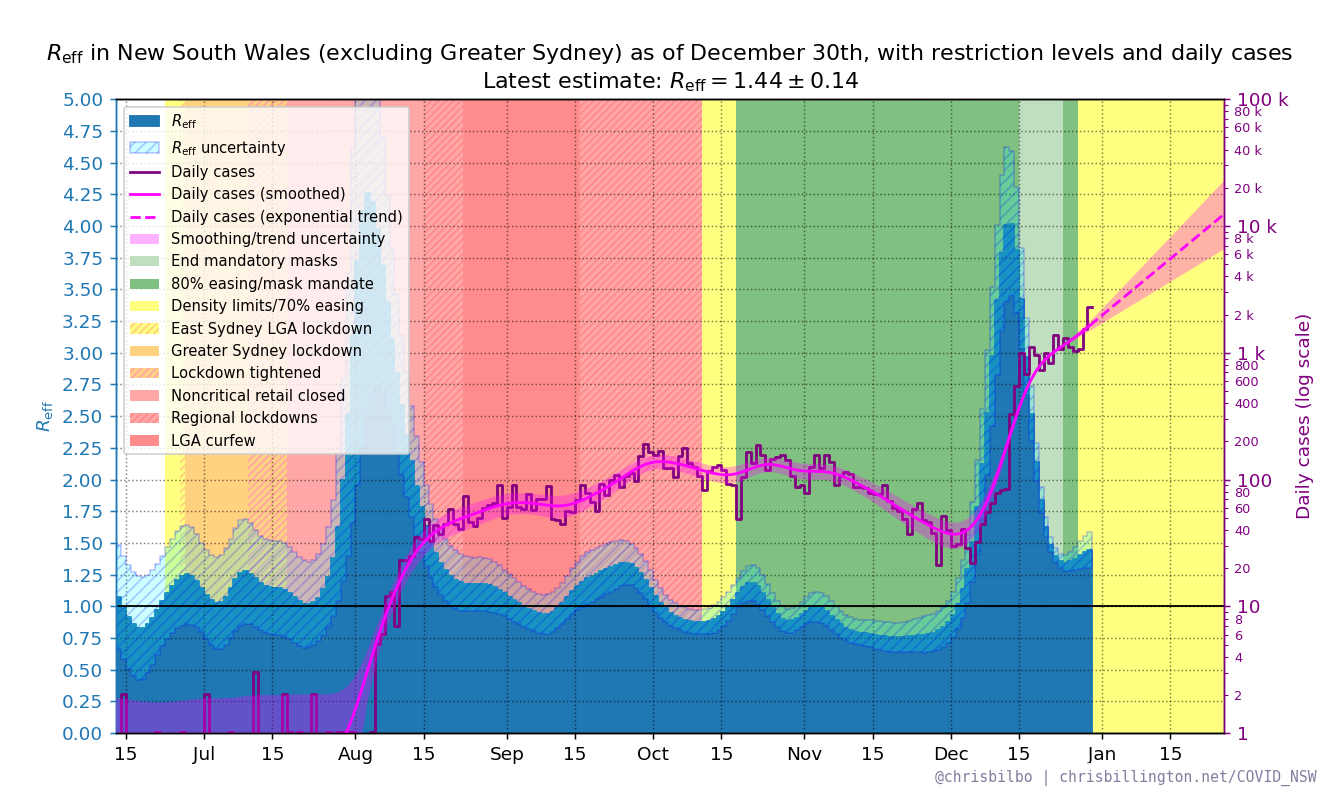 R_eff in New South Wales (excluding Greater Sydney) as of December 30th, with restriction levels and daily cases
Latest estimate: R_eff = 1.44 ± 0.14
R_eff
5.00
4.75
4.50
4.25
4.00
3.75
3.50
3.25
3.00
2.75
2.50
2.25
2.00
1.75
1.50
1.25
1.00
0.75
0.50
0.25
0.00
R_eff
R_eff uncertainty
Daily cases
Daily cases (smoothed)
Daily cases (exponential trend)
Smoothing/trend uncertainty
End mandatory masks
80% easing/mask mandate
Density limits/70% easing
East Sydney LGA lockdown
Greater Sydney lockdown
Lockdown tightened
Noncritical retail closed
Regional lockdowns
LGA curfew
100 k
80 k
60 k
40 k
20 k
10 k
8 k
6 k
4 k
2 k
1 k
800
600
400
200
100
80
60
40
20
10
8
6
4
2
1
Daily cases (log scale)
15 Jul 15 Aug 15 Sep 15 Oct 15 Nov 15 Dec 15 Jan 15
@chrisbilbo | chrisbillington.net/COVID_NSW